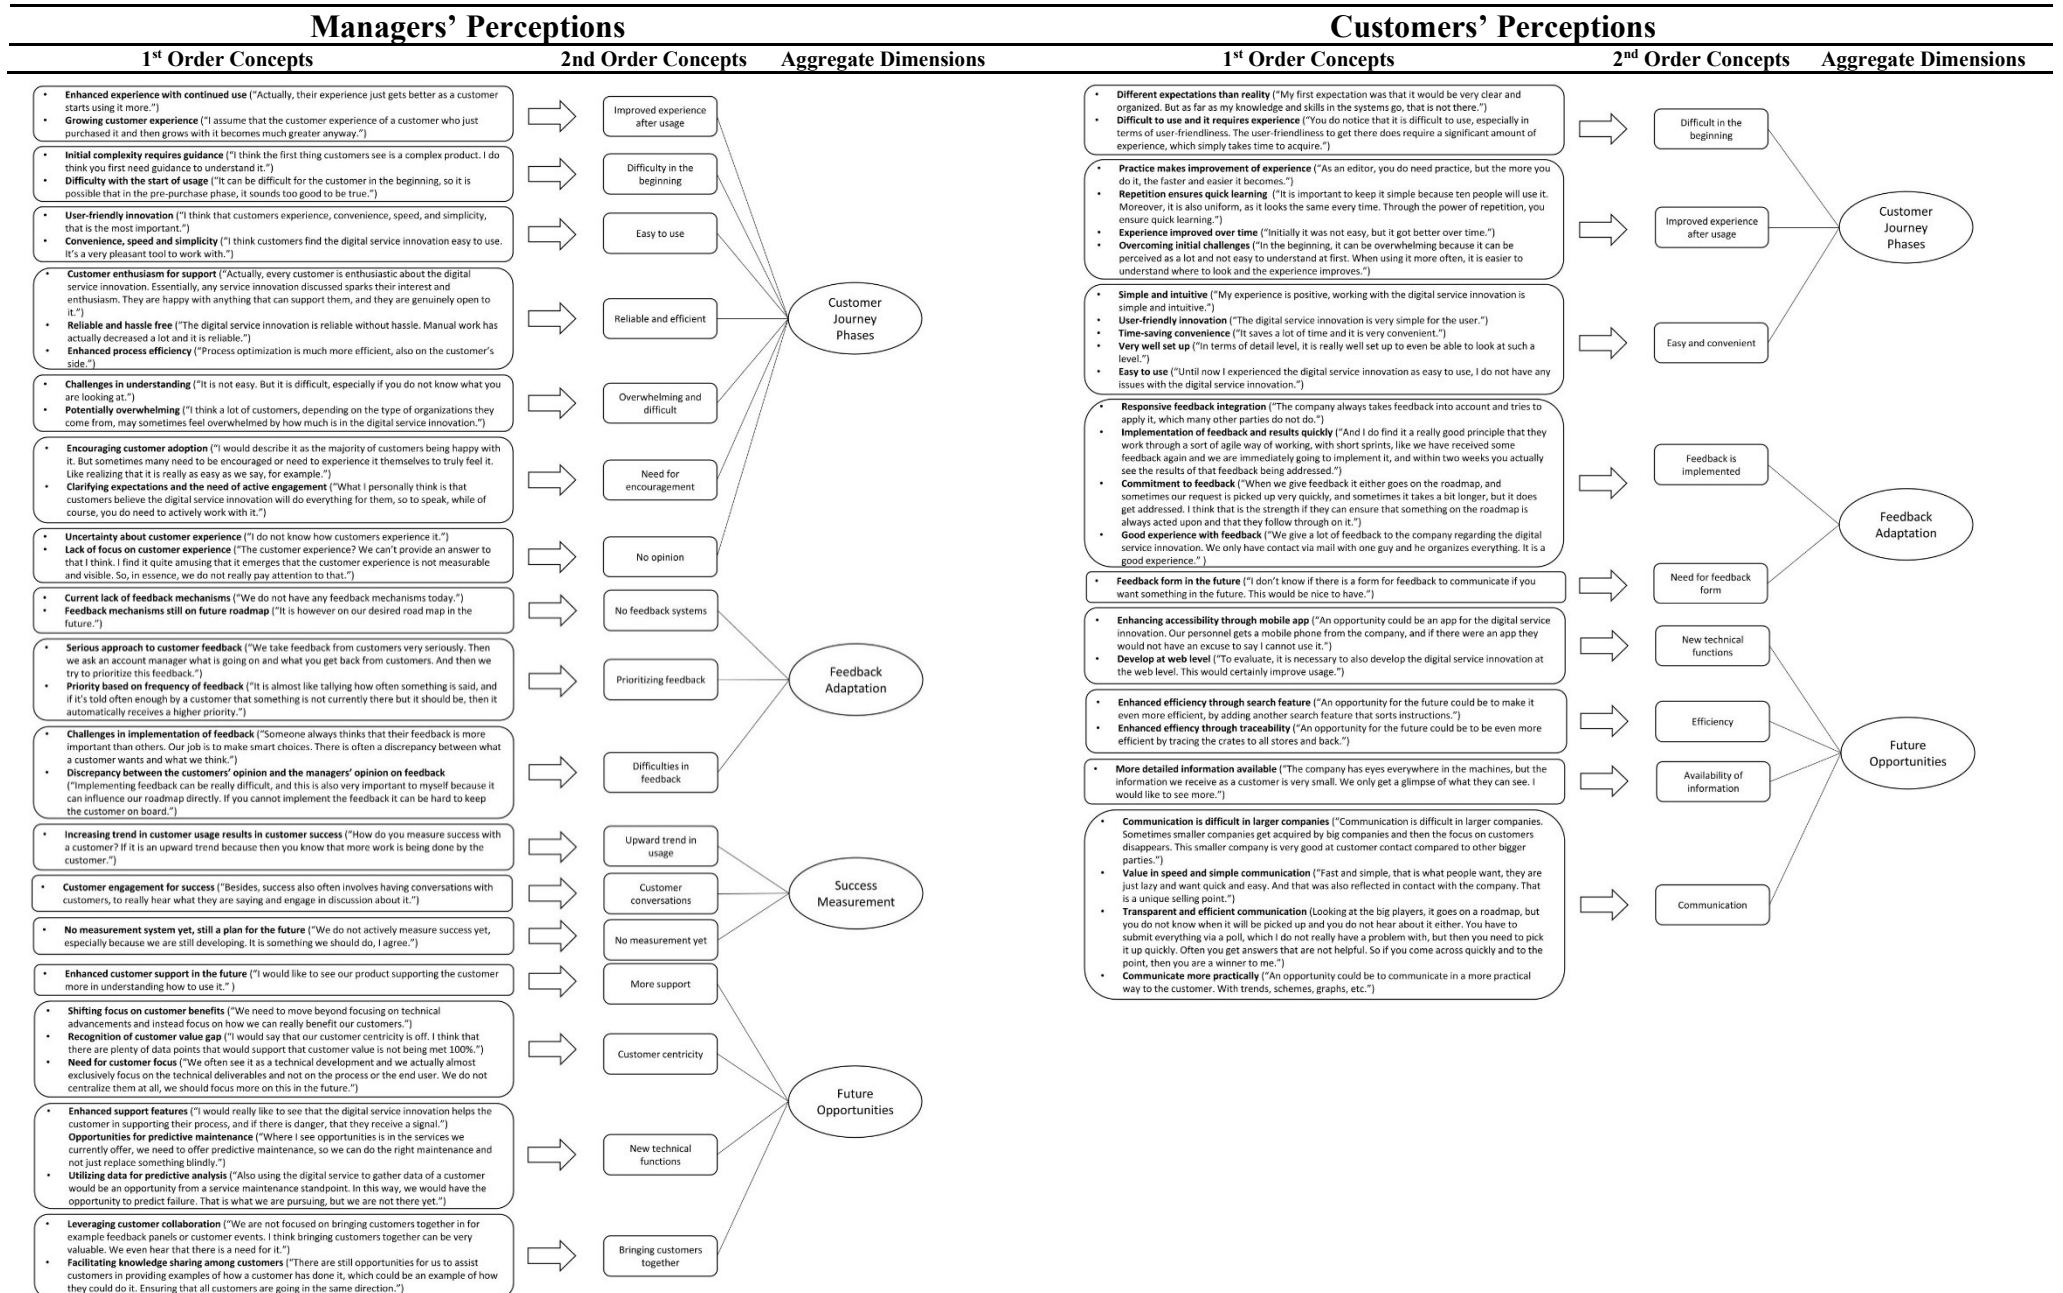 Managers’ Perceptions
1st Order Concepts
2nd Order Concepts
Aggregate Dimensions
• Enhanced experience with continued use (“Actually, their experience just gets better as a customer
starts using it more.”)
• Growing customer experience (“I assume that the customer experience of a customer who just
purchased it and then grows with it becomes much greater anyway.”)
Improved experience
after usage
• Initial complexity requires guidance (“I think the first thing customers see is a complex product. I do
think you first need guidance to understand it.”)
• Difficulty with the start of usage (“It can be difficult for the customer in the beginning, so it is
possible that in the pre-purchase phase, it sounds too good to be true.”)
Difficulty in the
beginning
• User-friendly innovation (“I think that customers experience, convenience, speed, and simplicity,
that is the most important.”)
• Convenience, speed and simplicity (“I think customers find the digital service innovation easy to use.
It’s a very pleasant tool to work with.”)
Easy to use
• Customer enthusiasm for support (“Actually, every customer is enthusiastic about the digital
service innovation. Essentially, any service innovation discussed sparks their interest and
enthusiasm. They are happy with anything that can support them, and they are genuinely open to
it.”)
• Reliable and hassle free (“The digital service innovation is reliable without hassle. Manual work has
actually decreased a lot and it is reliable.”)
• Enhanced process efficiency (“Process optimization is much more efficient, also on the customer’s
side.”)
Reliable and efficient
Customer
Journey
Phases
• Challenges in understanding (“It is not easy. But it is difficult, especially if you do not know what you
are looking at.”)
• Potentially overwhelming (“I think a lot of customers, depending on the type of organizations they
come from, may sometimes feel overwhelmed by how much is in the digital service innovation.”)
Overwhelming and
difficult
• Encouraging customer adoption (“I would describe it as the majority of customers being happy with
it. But sometimes many need to be encouraged or need to experience it themselves to truly feel it.
Like realizing that it is really as easy as we say, for example.”)
• Clarifying expectations and the need of active engagement (“What I personally think is that
customers believe the digital service innovation will do everything for them, so to speak, while of
course, you do need to actively work with it.”)
Need for
encouragement
• Uncertainty about customer experience (“I do not know how customers experience it.”)
• Lack of focus on customer experience (“The customer experience? We can’t provide an answer to
that I think. I find it quite amusing that it emerges that the customer experience is not measurable
and visible. So, in essence, we do not really pay attention to that.”)
No opinion
• Current lack of feedback mechanisms (“We do not have any feedback mechanisms today.”)
• Feedback mechanisms still on future roadmap (“It is however on our desired road map in the
future.”)
No feedback systems
• Serious approach to customer feedback (“We take feedback from customers very seriously. Then
we ask an account manager what is going on and what you get back from customers. And then we
try to prioritize this feedback.”)
• Priority based on frequency of feedback (“It is almost like tallying how often something is said, and
if it’s told often enough by a customer that something is not currently there but it should be, then it
automatically receives a higher priority.”)
Prioritizing feedback
Feedback
Adaptation
• Challenges in implementation of feedback (“Someone always thinks that their feedback is more
important than others. Our job is to make smart choices. There is often a discrepancy between what
a customer wants and what we think.”)
• Discrepancy between the customers’ opinion and the managers’ opinion on feedback
(“Implementing feedback can be really difficult, and this is also very important to myself because it
can influence our roadmap directly. If you cannot implement the feedback it can be hard to keep
the customer on board.”)
Difficulties in
feedback
• Increasing trend in customer usage results in customer success (“How do you measure success with
a customer? If it is an upward trend because then you know that more work is being done by the
customer.”)
Upward trend in
usage
• Customer engagement for success (“Besides, success also often involves having conversations with
customers, to really hear what they are saying and engage in discussion about it.”)
Customer
conversations
Success
Measurement
• No measurement system yet, still a plan for the future (“We do not actively measure success yet,
especially because we are still developing. It is something we should do, I agree.”)
No measurement yet
• Enhanced customer support in the future (“I would like to see our product supporting the customer
more in understanding how to use it.” )
More support
• Shifting focus on customer benefits (“We need to move beyond focusing on technical
advancements and instead focus on how we can really benefit our customers.”)
• Recognition of customer value gap (“I would say that our customer centricity is off. I think that
there are plenty of data points that would support that customer value is not being met 100%.”)
• Need for customer focus (“We often see it as a technical development and we actually almost
exclusively focus on the technical deliverables and not on the process or the end user. We do not
centralize them at all, we should focus more on this in the future.”)
Customer centricity
Future
Opportunities
• Enhanced support features (“I would really like to see that the digital service innovation helps the
customer in supporting their process, and if there is danger, that they receive a signal.”)
Opportunities for predictive maintenance (“Where I see opportunities is in the services we
currently offer, we need to offer predictive maintenance, so we can do the right maintenance and
not just replace something blindly.”)
• Utilizing data for predictive analysis (“Also using the digital service to gather data of a customer
would be an opportunity from a service maintenance standpoint. In this way, we would have the
opportunity to predict failure. That is what we are pursuing, but we are not there yet.”)
New technical
functions
• Leveraging customer collaboration (“We are not focused on bringing customers together in for
example feedback panels or customer events. I think bringing customers together can be very
valuable. We even hear that there is a need for it.”)
• Facilitating knowledge sharing among customers (“There are still opportunities for us to assist
customers in providing examples of how a customer has done it, which could be an example of how
they could do it. Ensuring that all customers are going in the same direction.”)
Bringing customers
together
Customers’ Perceptions
1st Order Concepts
2nd Order Concepts
Aggregate Dimensions
• Different expectations than reality (“My first expectation was that it would be very clear and
organized. But as far as my knowledge and skills in the systems go, that is not there.”)
• Difficult to use and it requires experience (“You do notice that it is difficult to use, especially in
terms of user-friendliness. The user-friendliness to get there does require a significant amount of
experience, which simply takes time to acquire.”)
Difficult in the
beginning
• Practice makes improvement of experience (“As an editor, you do need practice, but the more you
do it, the faster and easier it becomes.”)
• Repetition ensures quick learning (“It is important to keep it simple because ten people will use it.
Moreover, it is also uniform, as it looks the same every time. Through the power of repetition, you
ensure quick learning.”)
• Experience improved over time (“Initially it was not easy, but it got better over time.”)
• Overcoming initial challenges (“In the beginning, it can be overwhelming because it can be
perceived as a lot and not easy to understand at first. When using it more often, it is easier to
understand where to look and the experience improves.”)
Improved experience
after usage
Customer
Journey
Phases
• Simple and intuitive (“My experience is positive, working with the digital service innovation is
simple and intuitive.”)
• User-friendly innovation (“The digital service innovation is very simple for the user.”)
• Time-saving convenience (“It saves a lot of time and it is very convenient.”)
• Very well set up (“In terms of detail level, it is really well set up to even be able to look at such a
level.”)
• Easy to use (“Until now I experienced the digital service innovation as easy to use, I do not have any
issues with the digital service innovation.”)
Easy and convenient
• Responsive feedback integration (“The company always takes feedback into account and tries to
apply it, which many other parties do not do.”)
• Implementation of feedback and results quickly (“And I do find it a really good principle that they
work through a sort of agile way of working, with short sprints, like we have received some
feedback again and we are immediately going to implement it, and within two weeks you actually
see the results of that feedback being addressed.”)
• Commitment to feedback (“When we give feedback it either goes on the roadmap, and
sometimes our request is picked up very quickly, and sometimes it takes a bit longer, but it does
get addressed. I think that is the strength if they can ensure that something on the roadmap is
always acted upon and that they follow through on it.”)
• Good experience with feedback (“We give a lot of feedback to the company regarding the digital
service innovation. We only have contact via mail with one guy and he organizes everything. It is a
good experience.” )
Feedback is
implemented
Feedback
Adaptation
• Feedback form in the future (“I don’t know if there is a form for feedback to communicate if you
want something in the future. This would be nice to have.”)
Need for feedback
form
• Enhancing accessibility through mobile app (“An opportunity could be an app for the digital service
innovation. Our personnel gets a mobile phone from the company, and if there were an app they
would not have an excuse to say I cannot use it.”)
• Develop at web level (“To evaluate, it is necessary to also develop the digital service innovation at
the web level. This would certainly improve usage.”)
New technical
functions
• Enhanced efficiency through search feature (“An opportunity for the future could be to make it
even more efficient, by adding another search feature that sorts instructions.”)
• Enhanced effiency through traceability (“An opportunity for the future could be to be even more
efficient by tracing the crates to all stores and back.”)
Efficiency
Future
Opportunities
• More detailed information available (“The company has eyes everywhere in the machines, but the
information we receive as a customer is very small. We only get a glimpse of what they can see. I
would like to see more.”)
Availability of
information
• Communication is difficult in larger companies (“Communication is difficult in larger companies.
Sometimes smaller companies get acquired by big companies and then the focus on customers
disappears. This smaller company is very good at customer contact compared to other bigger
parties.”)
• Value in speed and simple communication (“Fast and simple, that is what people want, they are
just lazy and want quick and easy. And that was also reflected in contact with the company. That
is a unique selling point.”)
• Transparent and efficient communication (Looking at the big players, it goes on a roadmap, but
you do not know when it will be picked up and you do not hear about it either. You have to
submit everything via a poll, which I do not really have a problem with, but then you need to pick
it up quickly. Often you get answers that are not helpful. So if you come across quickly and to the
point, then you are a winner to me.”)
• Communicate more practically (“An opportunity could be to communicate in a more practical
way to the customer. With trends, schemes, graphs, etc.”)
Communication